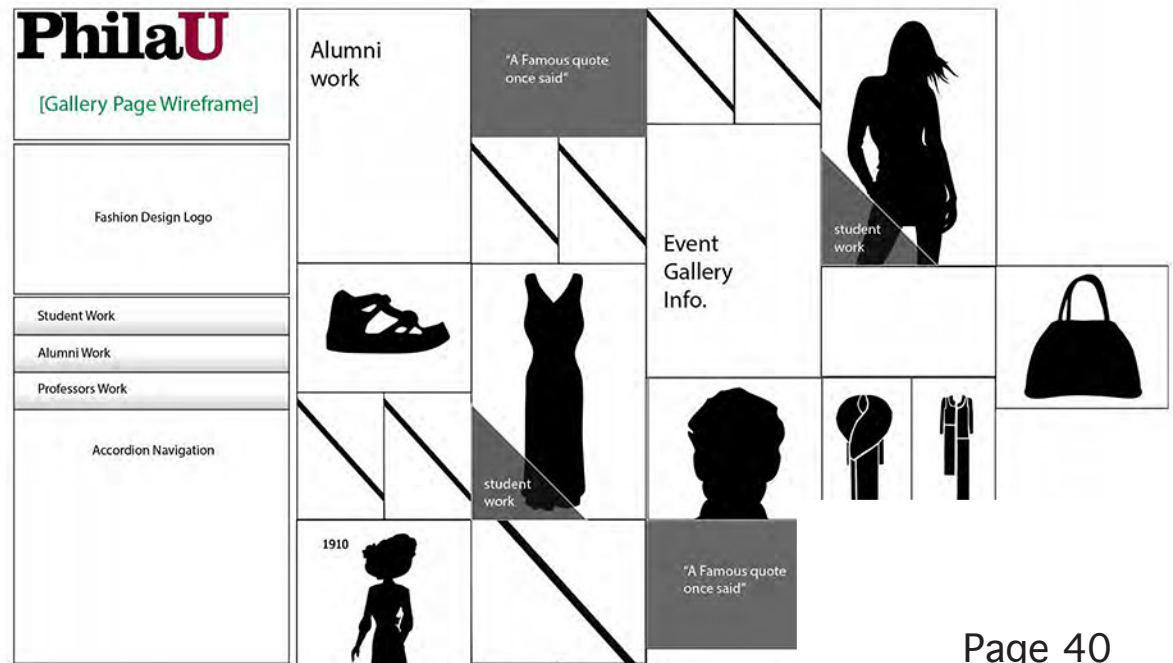 PhilaU
[Gallery Page Wireframe]
Fashion Design Logo
Student Work
Alumni Work
Professors Work
Accordion Navigation
Alumni
work
"A Famous quote
once said"
student
work
Event
Gallery
Info.
student
work
1910
"A Famous quote
once said"
Page 40